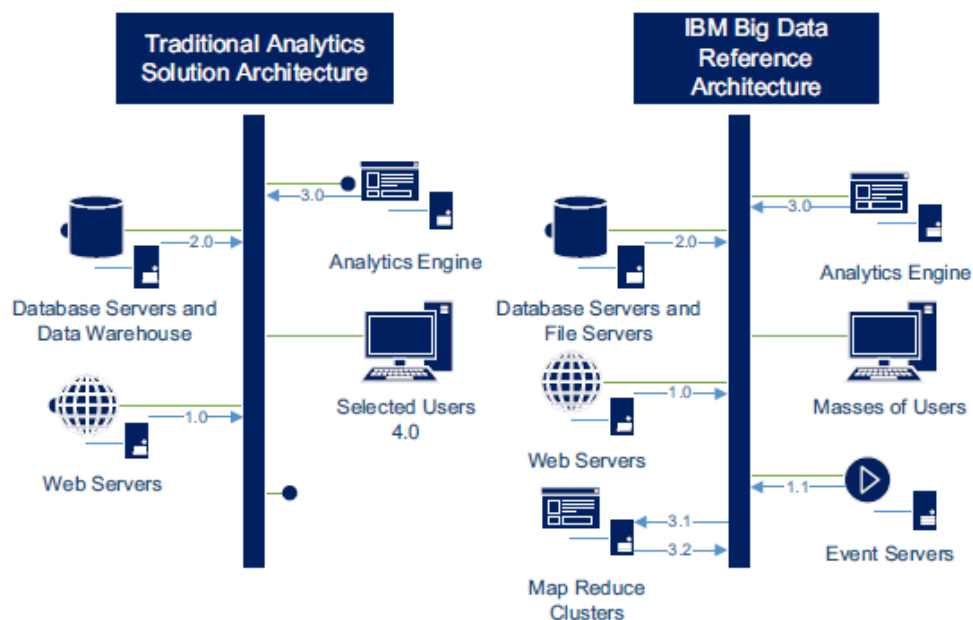 Traditional Analytics
Solution Architecture
3.0
Analytics Engine
2.0
Database Servers and
Data Warehouse
Selected Users
4.0
1.0
Web Servers
IBM Big Data
Reference
Architecture
3.0
Analytics Engine
2.0
Database Servers and
File Servers
Masses of Users
1.0
Web Servers
1.1
Event Servers
3.1
3.2
Map Reduce
Clusters